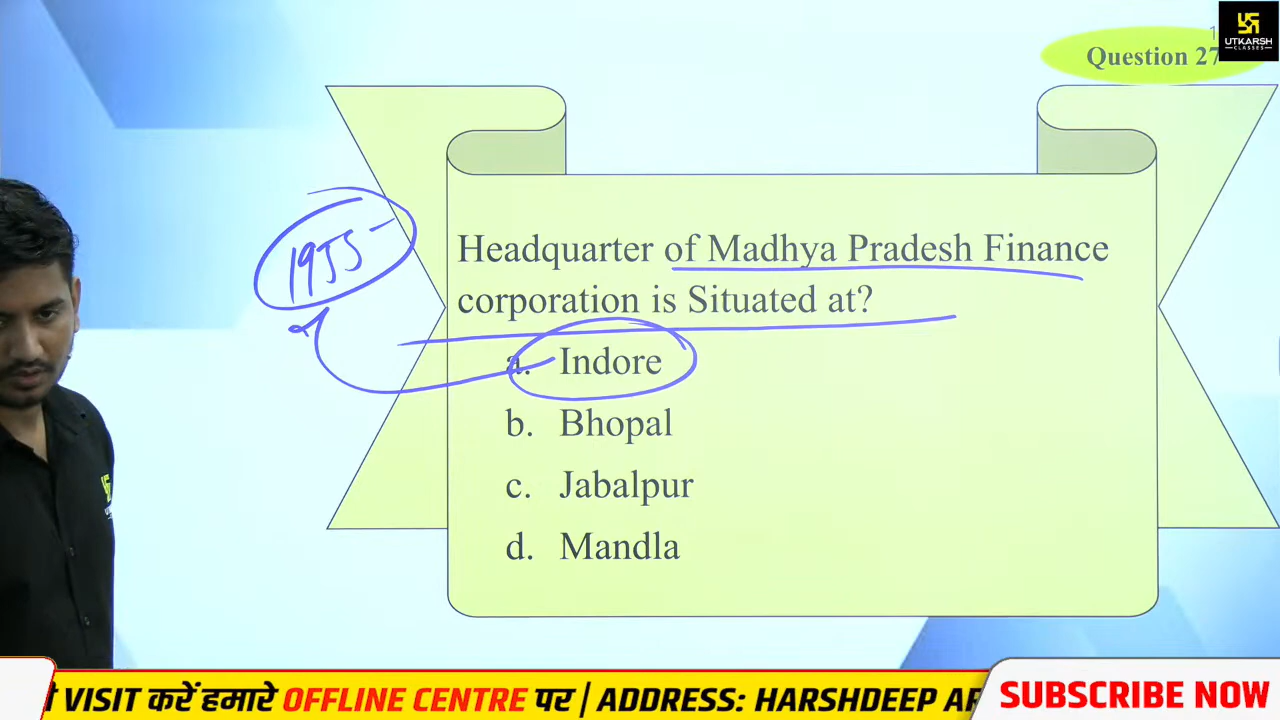 Question 27
UTKARSH
CLASSES
1955
Headquarter of Madhya Pradesh Finance
corporation is Situated at?
a. Indore
b. Bhopal
c. Jabalpur
d. Mandla
VISIT करें हमारे OFFLINE CENTRE पर | ADDRESS: HARSHDEEP
SUBSCRIBE NOW